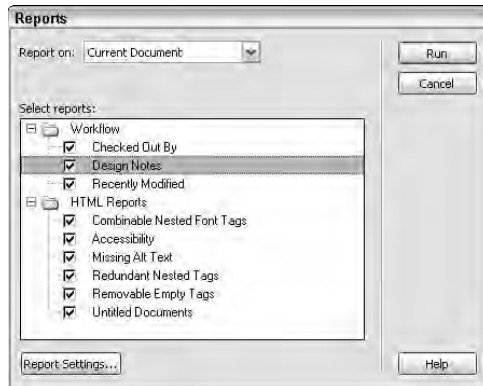 Reports
Report on: Current Document
Run
Cancel
Select reports:
Workflow
Checked Out By
Design Notes
Recently Modified
HTML Reports
Combinable Nested Font Tags
Accessibility
Missing Alt Text
Redundant Nested Tags
Removable Empty Tags
Untitled Documents
Report Settings...
Help